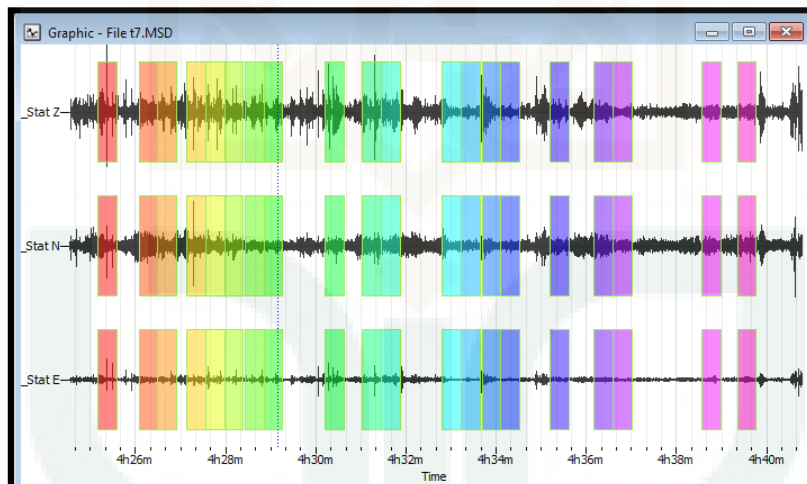 Graphic - File t7.MSD
_Stat Z
_Stat N
_Stat E
4h26m 4h28m 4h30m 4h32m 4h34m 4h36m 4h38m 4h40m
Time